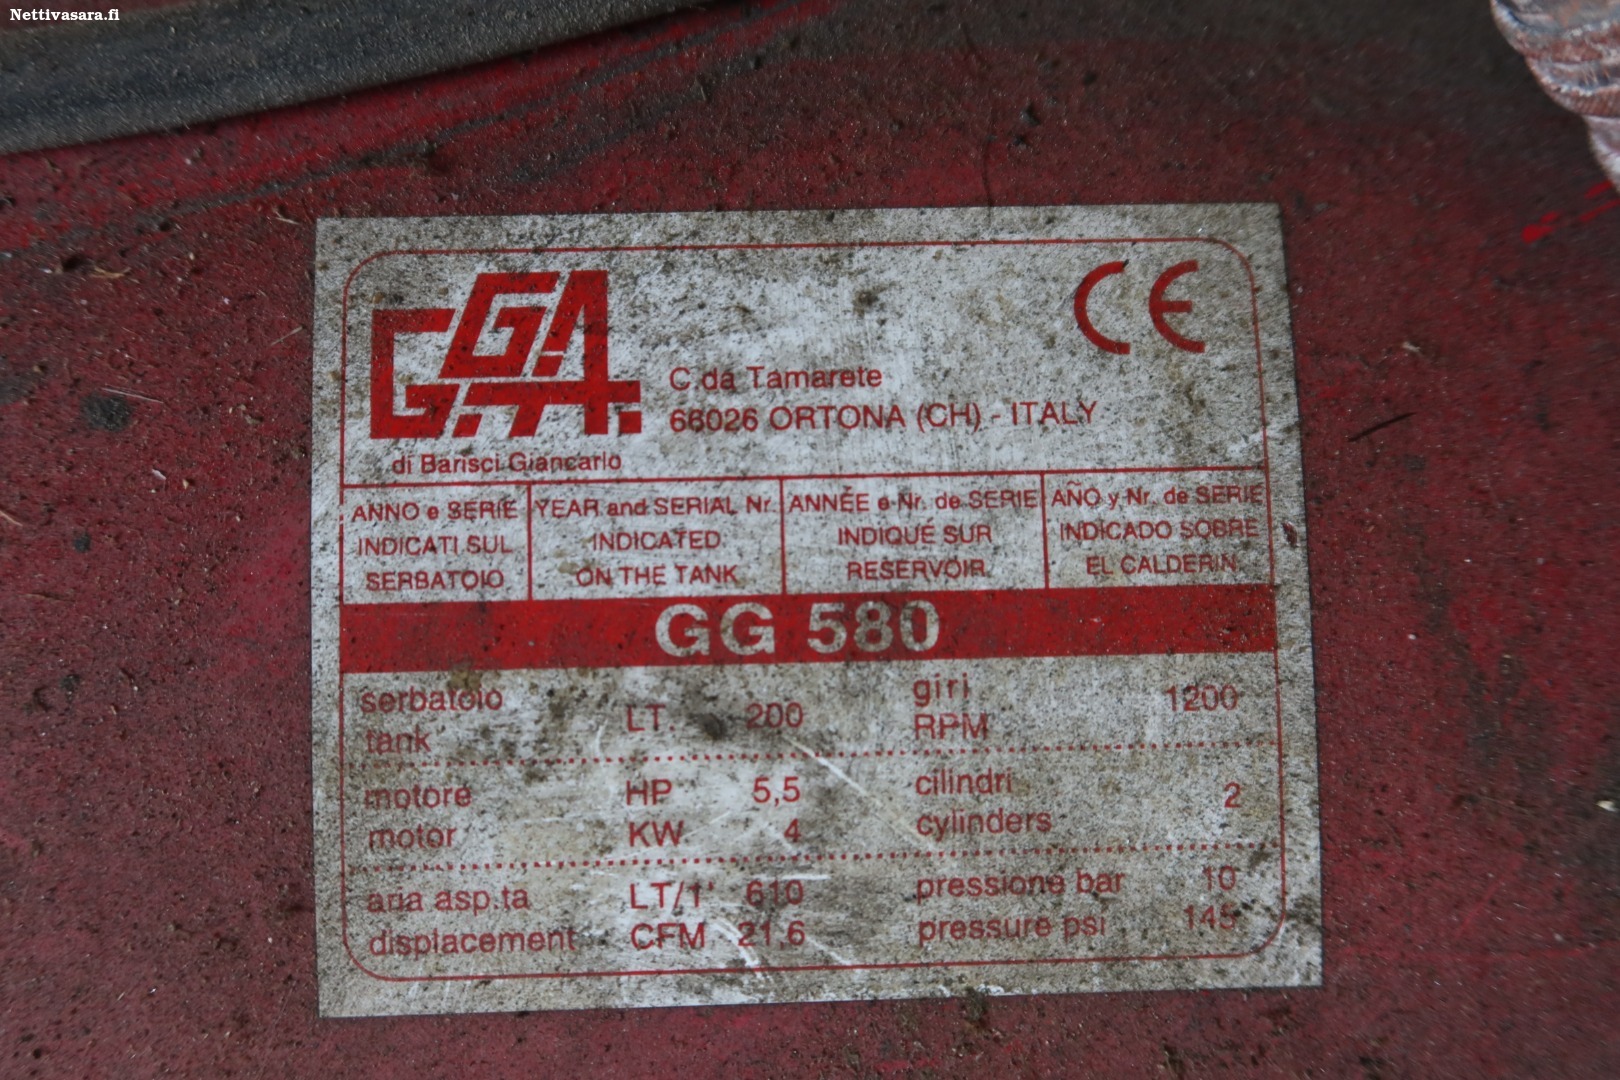 Nettivasara.fi
G.G.A.
C.da Tamarete
66026 ORTONA (CH) - ITALY
di Barisci Giancarlo
CE
ANNO e SERIE
INDICATI SUL
SERBATOIO
YEAR and SERIAL Nr.
INDICATED
ON THE TANK
ANNÉE e Nr. de SERIE
INDIQUÉ SUR
RESERVOIR
AÑO y Nr. de SERIE
INDICADO SOBRE
EL CALDERIN
GG 580
serbatoio
tank
LT. 200
giri
RPM
1200
motore HP 5,5
motor KW 4
cilindri
cylinders
2
aria asp.ta LT/1' 610
displacement CFM 21,6
pressione bar 10
pressure psi 145